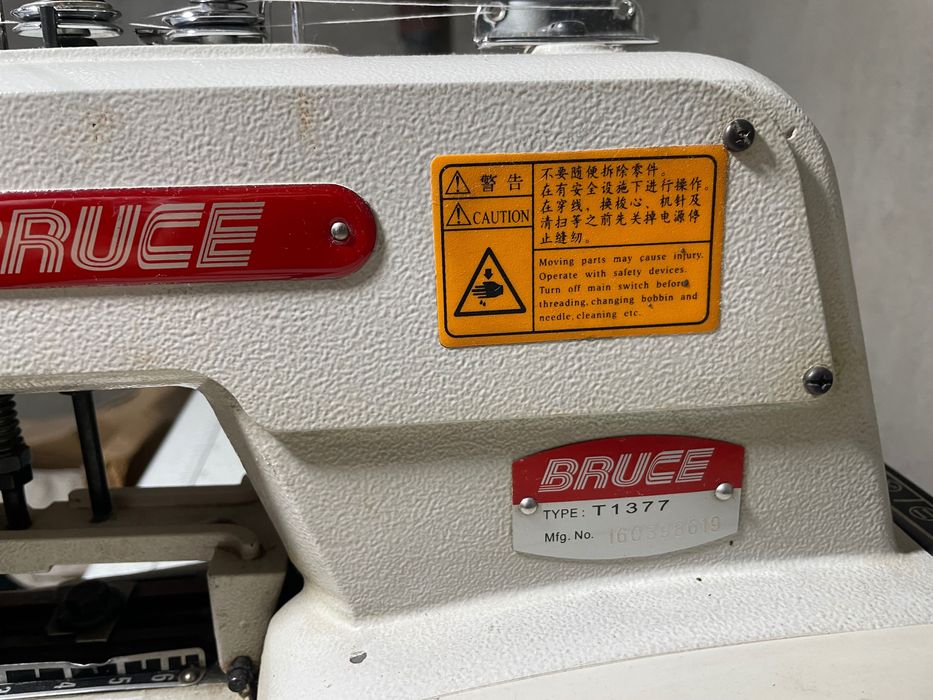 BRUCE
警告
CAUTION
不要随便拆除零件。
在有安全设施下进行操作。
在穿线、换梭心、机针及
清扫等之前先关掉电源停
止缝纫。
Moving parts may cause injury.
Operate with safety devices.
Turn off main switch before
threading,changing bobbin and
needle,cleaning etc.
BRUCE
TYPE: T1377
Mfg. No.
4 5 6